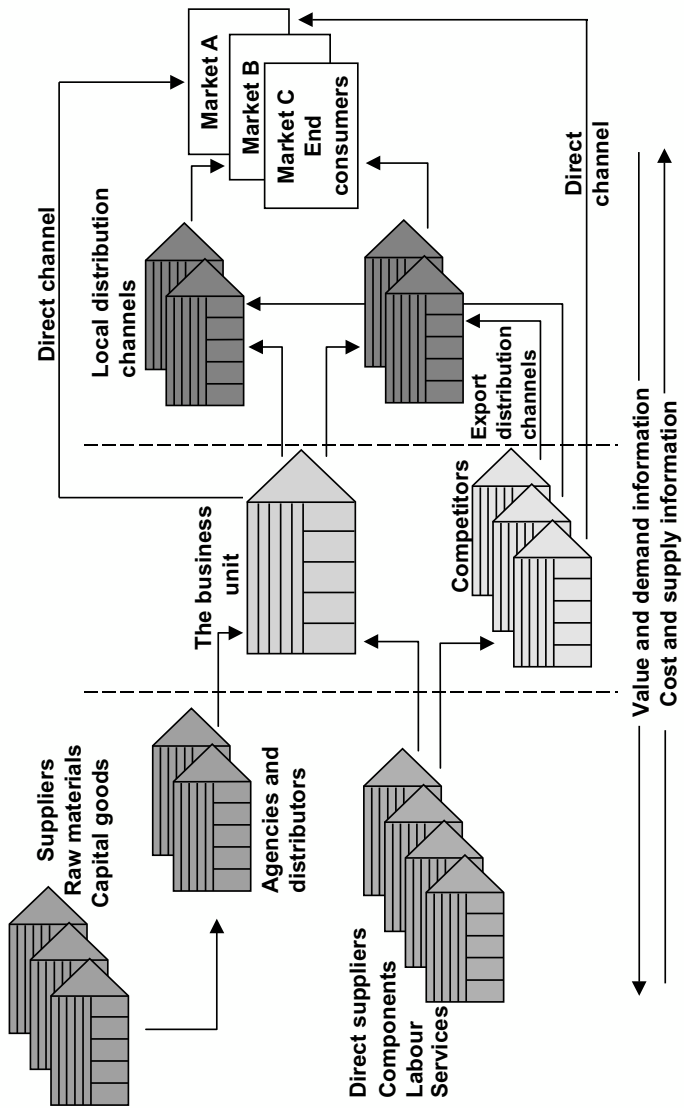 Suppliers
Raw materials
Capital goods
Agencies and
distributors
Direct suppliers
Components
Labour
Services
The business
unit
Competitors
Direct channel
Local distribution
channels
Export
distribution
channels
Market A
Market B
Market C
End
consumers
Direct
channel
Value and demand information
Cost and supply information